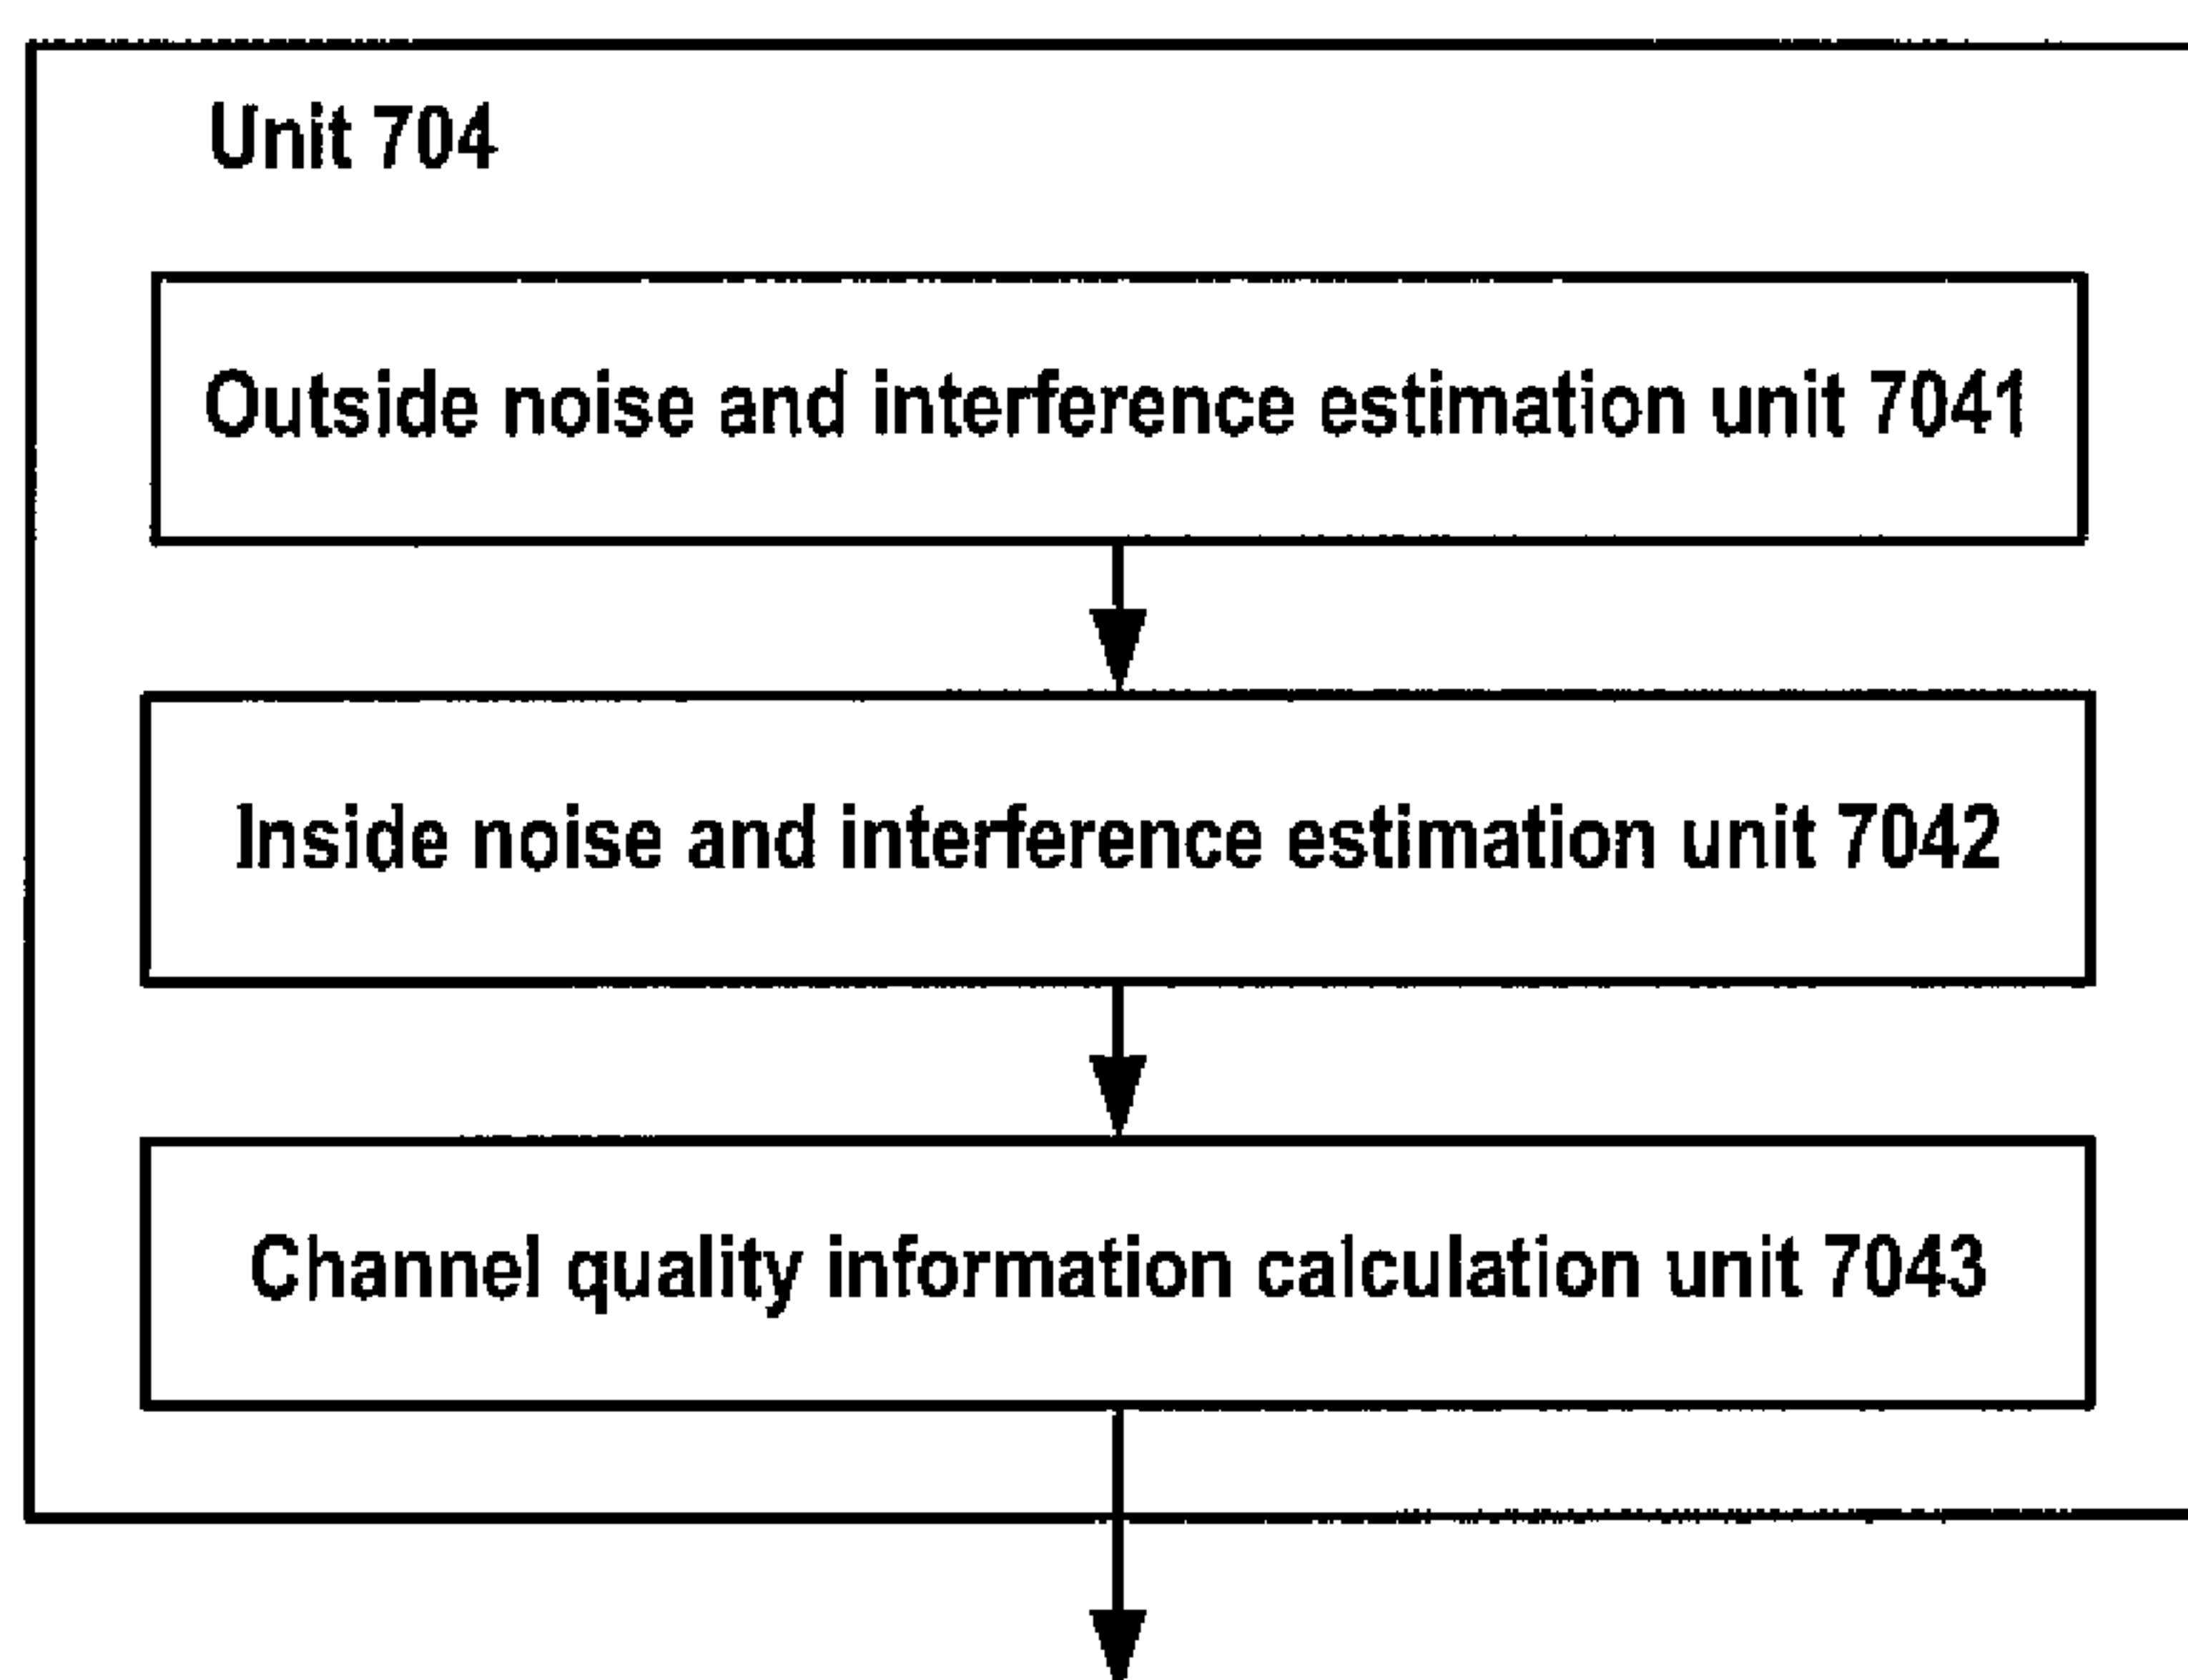 Unit 704
Outside noise and interference estimation unit 7041
Inside noise and interference estimation unit 7042
Channel quality information calculation unit 7043